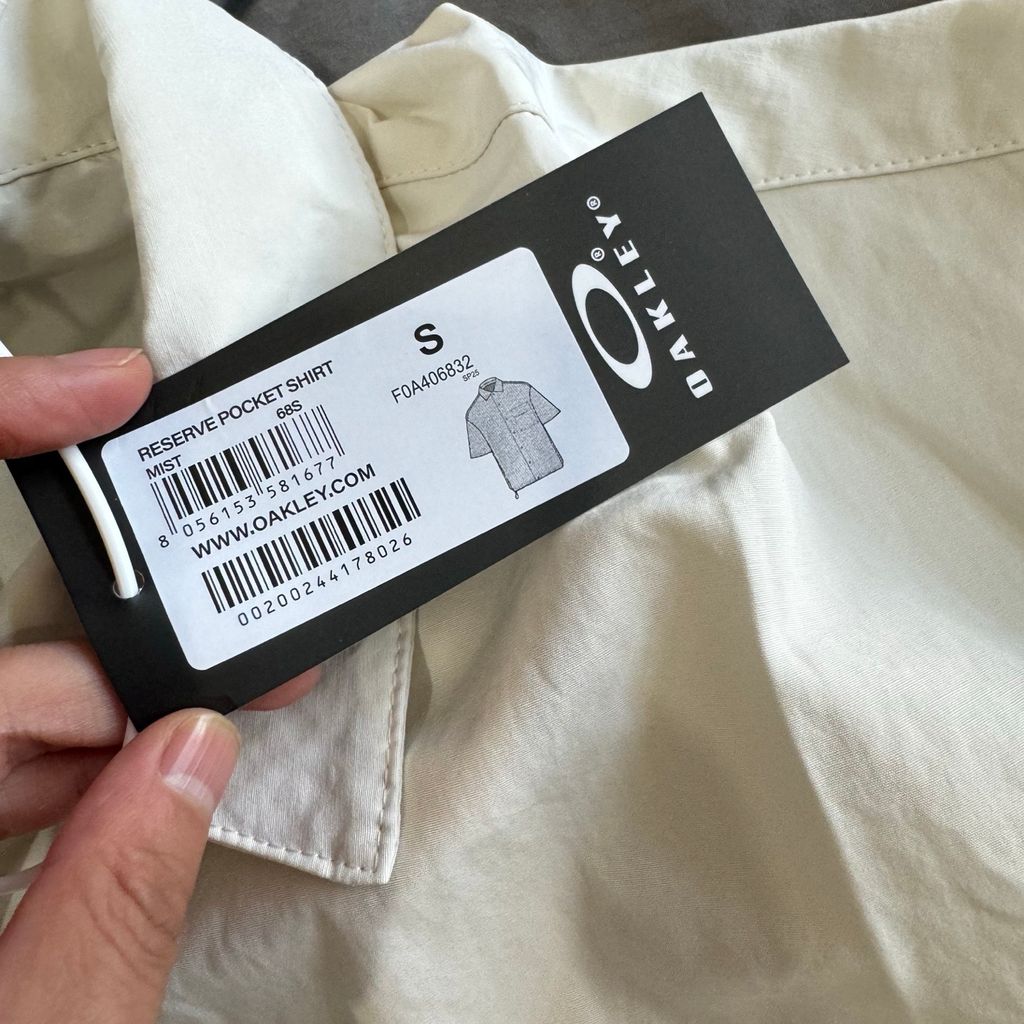 S
F0A406832
SP25
RESERVE POCKET SHIRT
MIST 68S
8 056153 581677
WWW.OAKLEY.COM
00200244178026
OAKLEY®
®